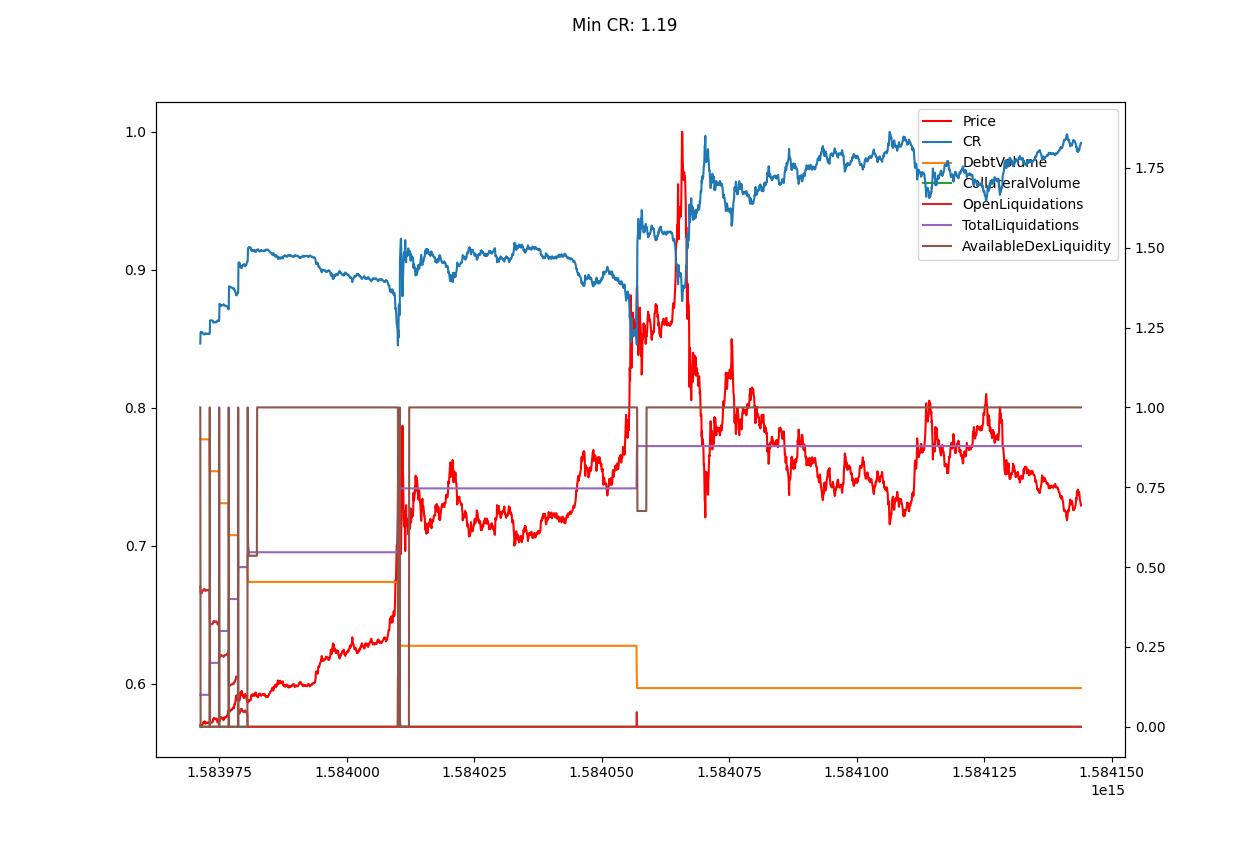 Min CR: 1.19
1.0
0.9
0.8
0.7
0.6
Price
CR
DebtVolume
CollateralVolume
OpenLiquidations
TotalLiquidations
AvailableDexLiquidity
1.75
1.50
1.25
1.00
0.75
0.50
0.25
0.00
1.583975 1.584000 1.584025 1.584050 1.584075 1.584100 1.584125 1.584150
1e15